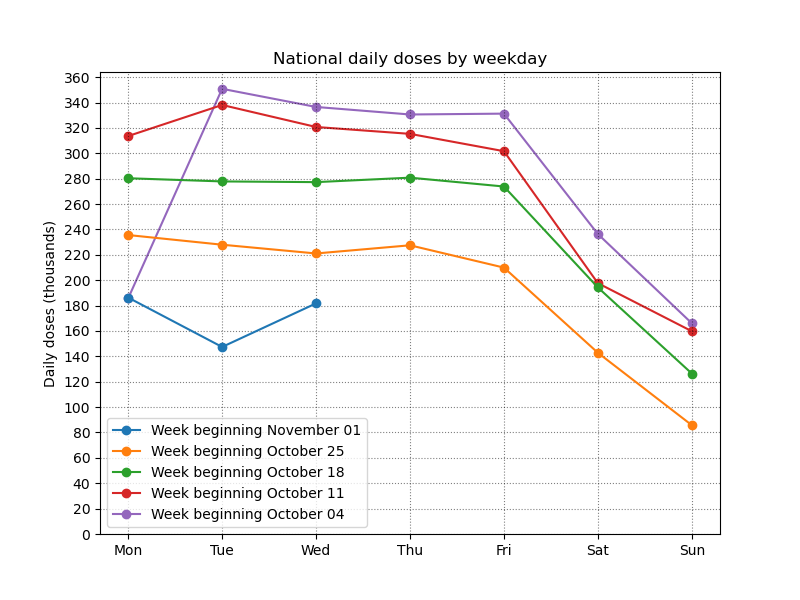 National daily doses by weekday
Daily doses (thousands)
360
340
320
300
280
260
240
220
200
180
160
140
120
100
80
60
40
20
0
Week beginning November 01
Week beginning October 25
Week beginning October 18
Week beginning October 11
Week beginning October 04
Mon Tue Wed Thu Fri Sat Sun